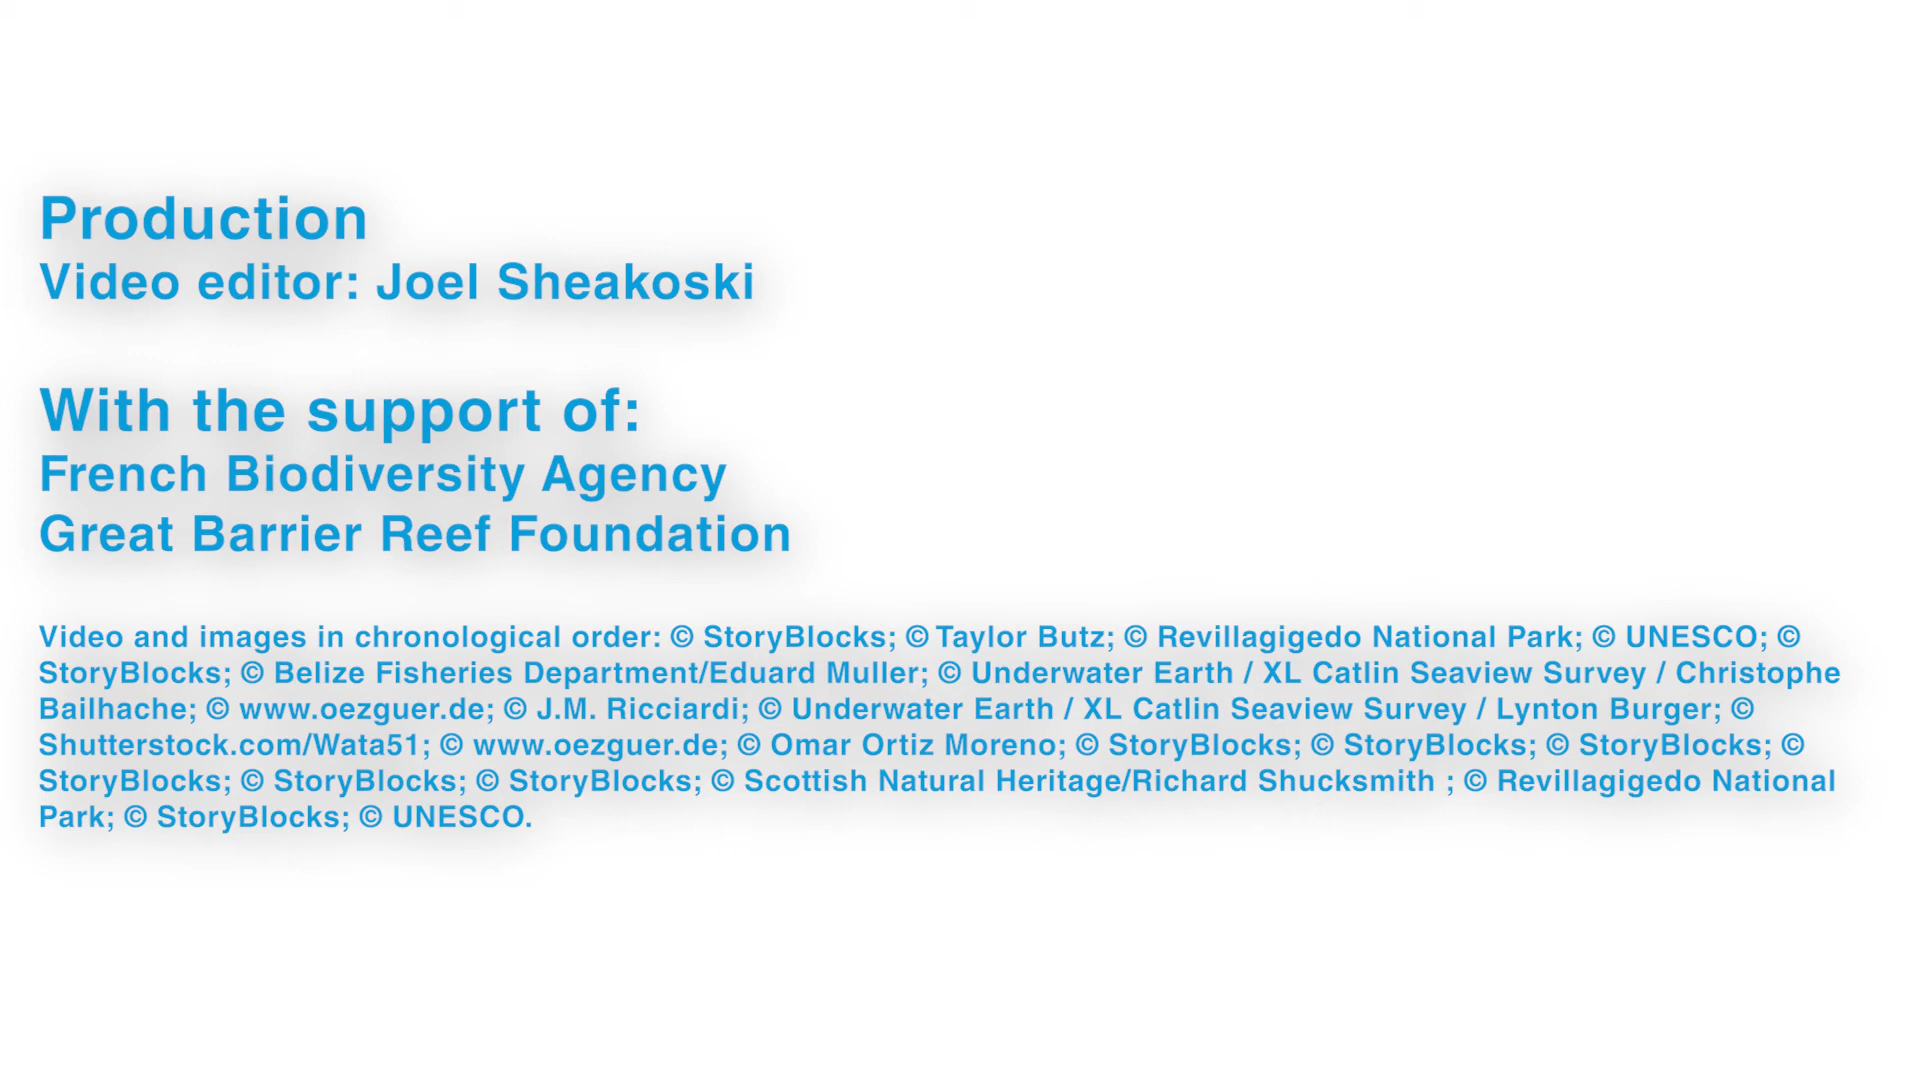 Production
Video editor: Joel Sheakoski
With the support of:
French Biodiversity Agency
Great Barrier Reef Foundation
Video and images in chronological order: © StoryBlocks; © Taylor Butz; © Revillagigedo National Park; © UNESCO; ©
StoryBlocks; © Belize Fisheries Department/Eduard Muller; © Underwater Earth / XL Catlin Seaview Survey / Christophe
Bailhache; © www.oezguer.de; © J.M. Ricciardi; © Underwater Earth / XL Catlin Seaview Survey / Lynton Burger; ©
Shutterstock.com/Wata51; © www.oezguer.de; © Omar Ortiz Moreno; © StoryBlocks; © StoryBlocks; © StoryBlocks; ©
StoryBlocks; © StoryBlocks; © StoryBlocks; © Scottish Natural Heritage/Richard Shucksmith ; © Revillagigedo National
Park; © StoryBlocks; © UNESCO.